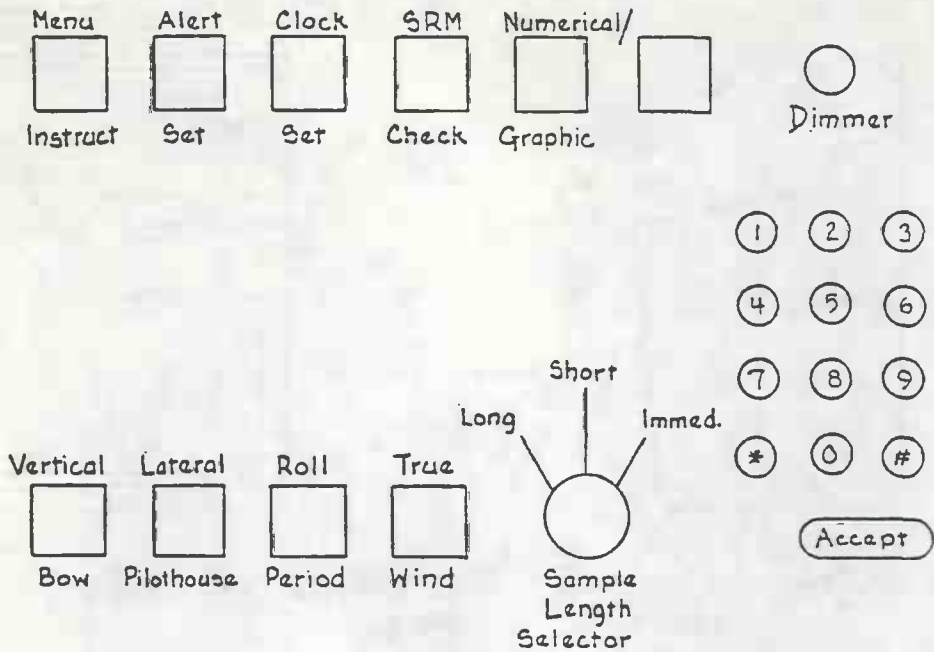 Menu Alert Clock SRM Numerical/
Instruct Set Set Check Graphic
Dimmer
1 2 3
4 5 6
7 8 9
* 0 #
Accept
Short
Long Immed.
Vertical Lateral Roll True
Bow Pilothouse Period Wind
Sample
Length
Selector